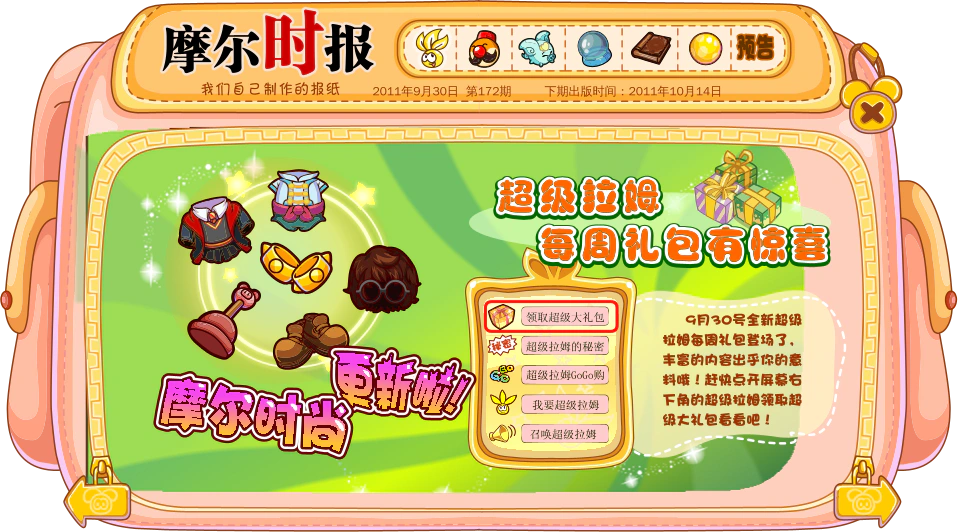 摩尔时报
预告
我们自己制作的报纸
2011年9月30日 第172期
下期出版时间：2011年10月14日
超级拉姆
每周礼包有惊喜
领取超级大礼包
秘密
超级拉姆的秘密
GoGo
超级拉姆GoGo购
我要超级拉姆
召唤超级拉姆
9月30号全新超级
拉姆每周礼包登场了，
丰富的内容出乎你的意
料哦！赶快点开屏幕右
下角的超级拉姆领取超
级大礼包看看吧！
更新啦!
摩尔时尚